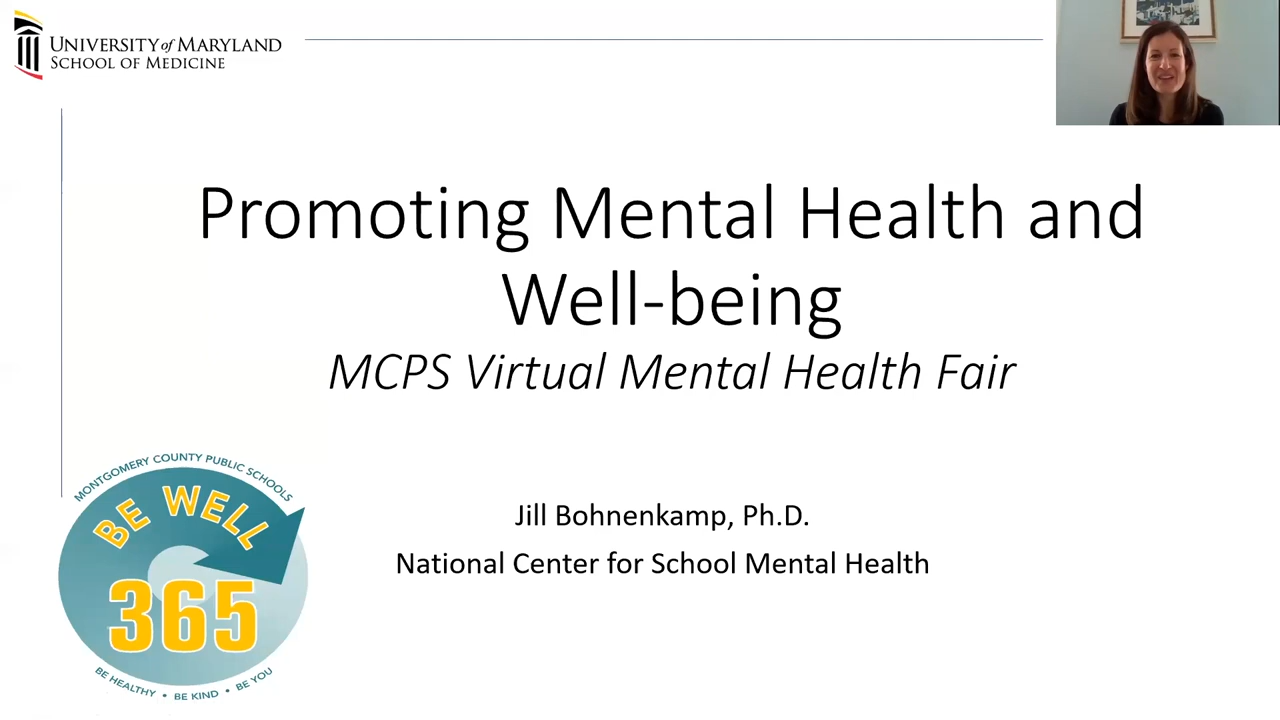 UNIVERSITY of MARYLAND
SCHOOL OF MEDICINE
Promoting Mental Health and
Well-being
MCPS Virtual Mental Health Fair
MONTGOMERY COUNTY PUBLIC SCHOOLS
BE WELL
365
BE HEALTHY • BE KIND • BE YOU
Jill Bohnenkamp, Ph.D.
National Center for School Mental Health